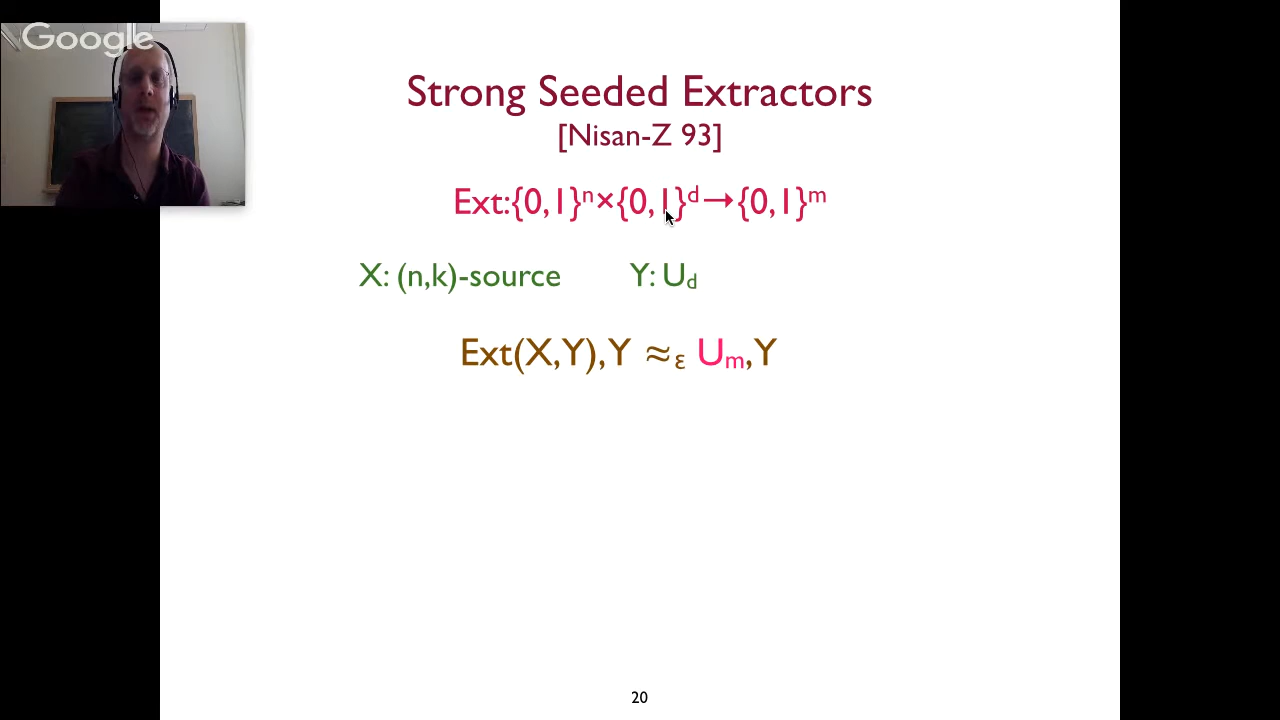 Google
Strong Seeded Extractors
[Nisan-Z 93]
Ext:{0,1}ⁿ×{0,1}ᵈ→{0,1}ᵐ
X: (n,k)-source Y: U_d
Ext(X,Y),Y ≈_ε U_m,Y
20